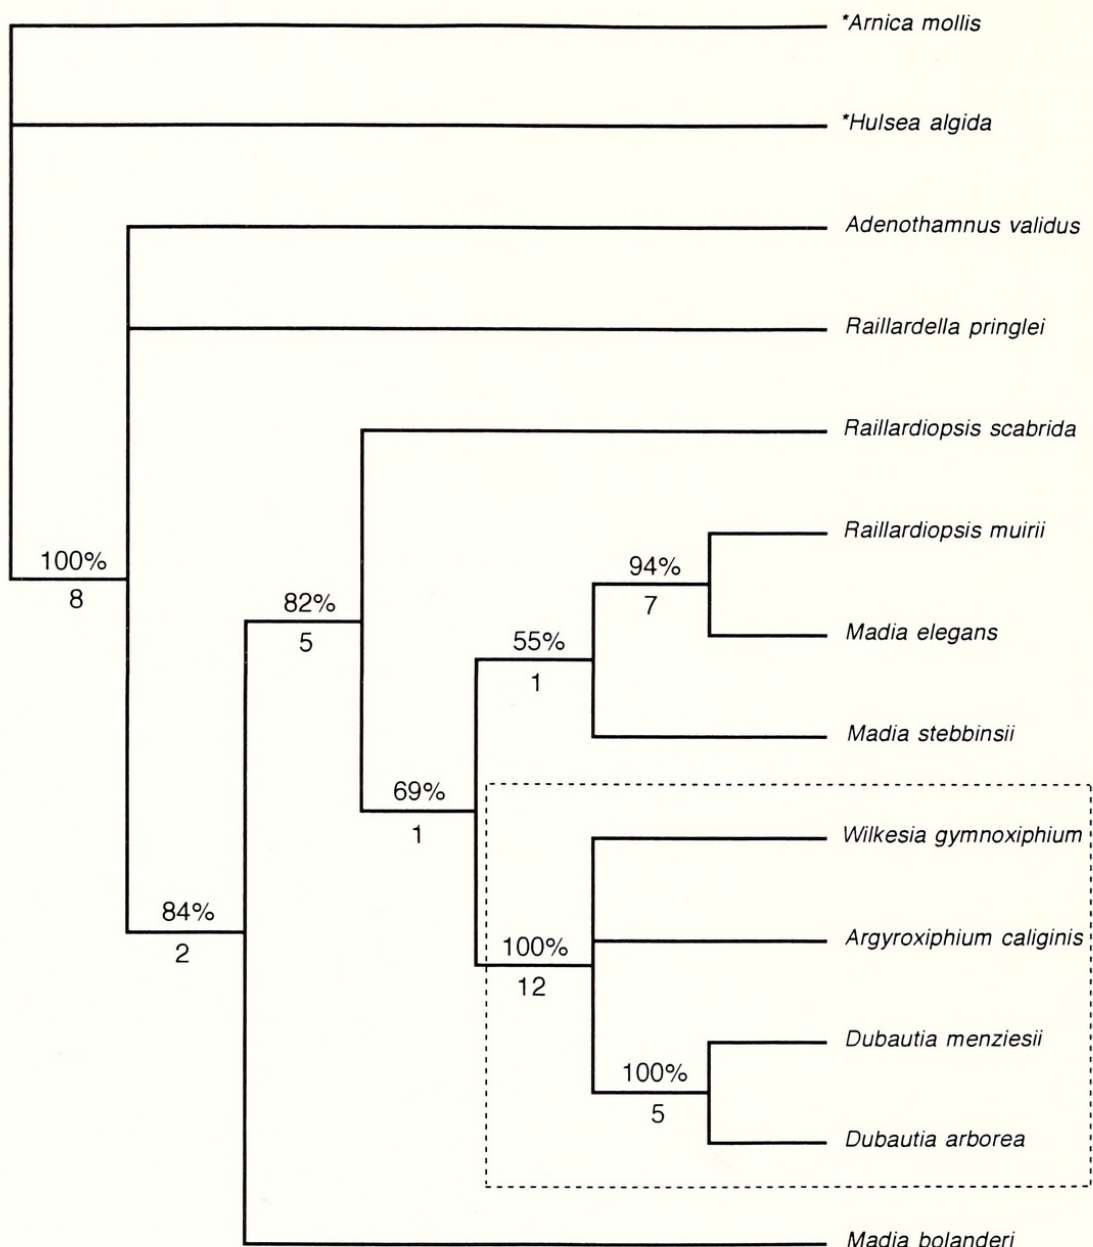 *Arnica mollis
*Hulsea algida
Adenothamnus validus
Raillardella pringlei
Raillardiopsis scabrida
Raillardiopsis muirii
100%
8
94%
7
82%
5
Madia elegans
55%
1
Madia stebbinsii
69%
1
Wilkesia gymnoxiphium
84%
2
Argyroxiphium caliginis
100%
12
Dubautia menziesii
100%
5
Dubautia arborea
Madia bolanderi